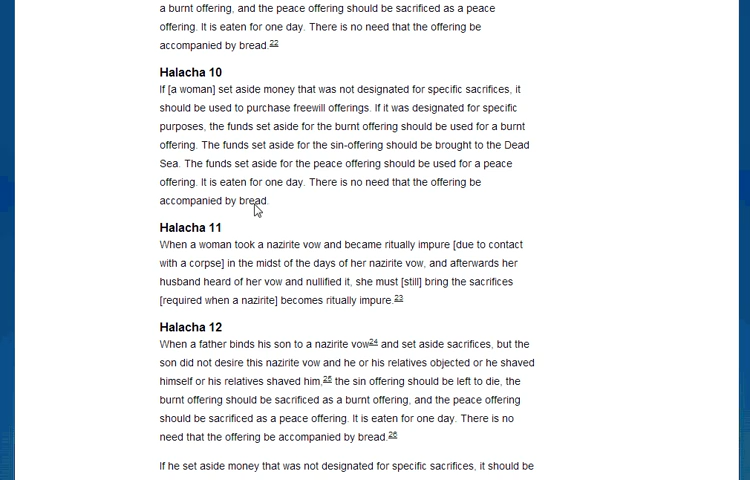 a burnt offering, and the peace offering should be sacrificed as a peace
offering. It is eaten for one day. There is no need that the offering be
accompanied by bread.22
Halacha 10
If [a woman] set aside money that was not designated for specific sacrifices, it
should be used to purchase freewill offerings. If it was designated for specific
purposes, the funds set aside for the burnt offering should be used for a burnt
offering. The funds set aside for the sin-offering should be brought to the Dead
Sea. The funds set aside for the peace offering should be used for a peace
offering. It is eaten for one day. There is no need that the offering be
accompanied by bread.
Halacha 11
When a woman took a nazirite vow and became ritually impure [due to contact
with a corpse] in the midst of the days of her nazirite vow, and afterwards her
husband heard of her vow and nullified it, she must [still] bring the sacrifices
[required when a nazirite] becomes ritually impure.23
Halacha 12
When a father binds his son to a nazirite vow24 and set aside sacrifices, but the
son did not desire this nazirite vow and he or his relatives objected or he shaved
himself or his relatives shaved him,25 the sin offering should be left to die, the
burnt offering should be sacrificed as a burnt offering, and the peace offering
should be sacrificed as a peace offering. It is eaten for one day. There is no
need that the offering be accompanied by bread.26
If he set aside money that was not designated for specific sacrifices, it should be